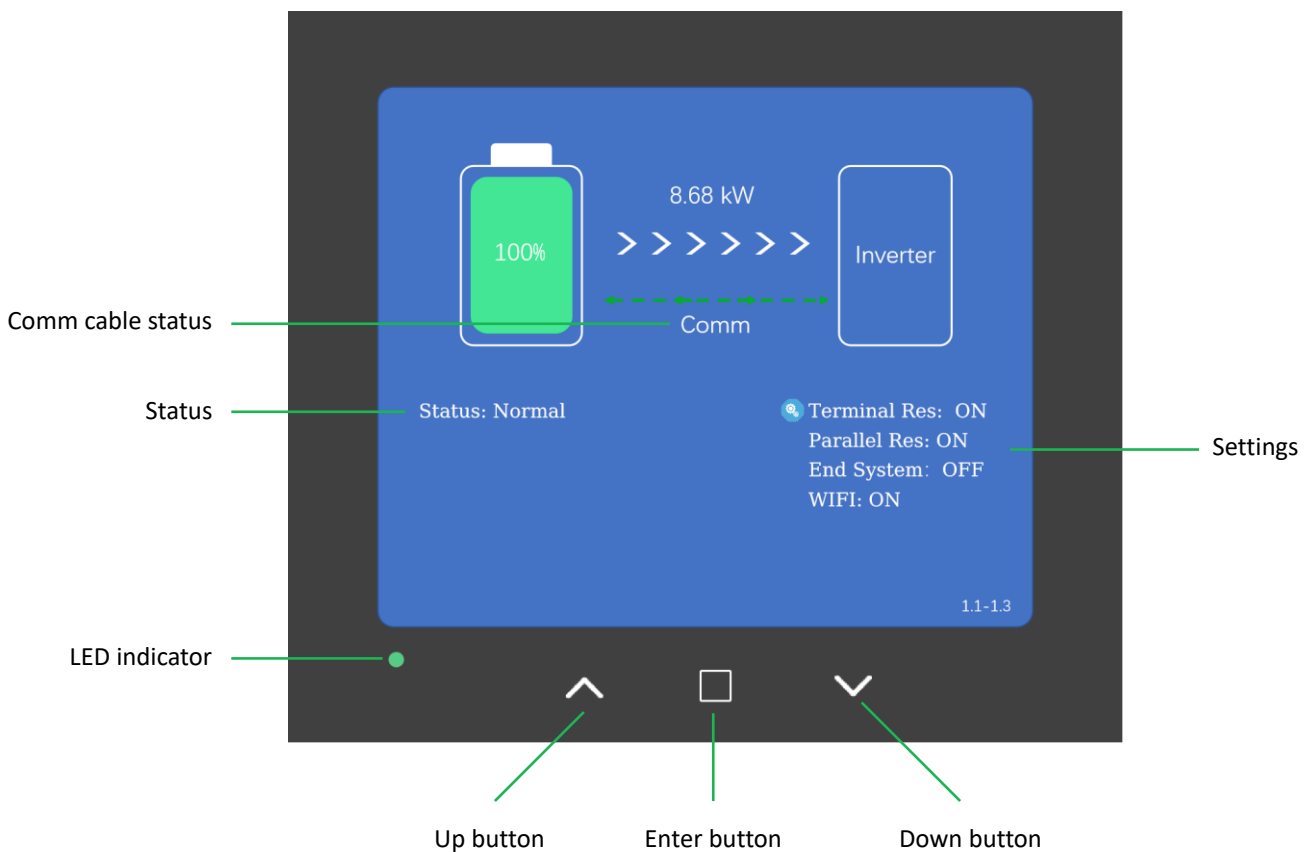 8.68 kW
100%
Inverter
Comm cable status
Comm
Status
Status: Normal
Terminal Res: ON
Parallel Res: ON
Settings
End System: OFF
WIFI: ON
1.1-1.3
LED indicator
Up button
Enter button
Down button